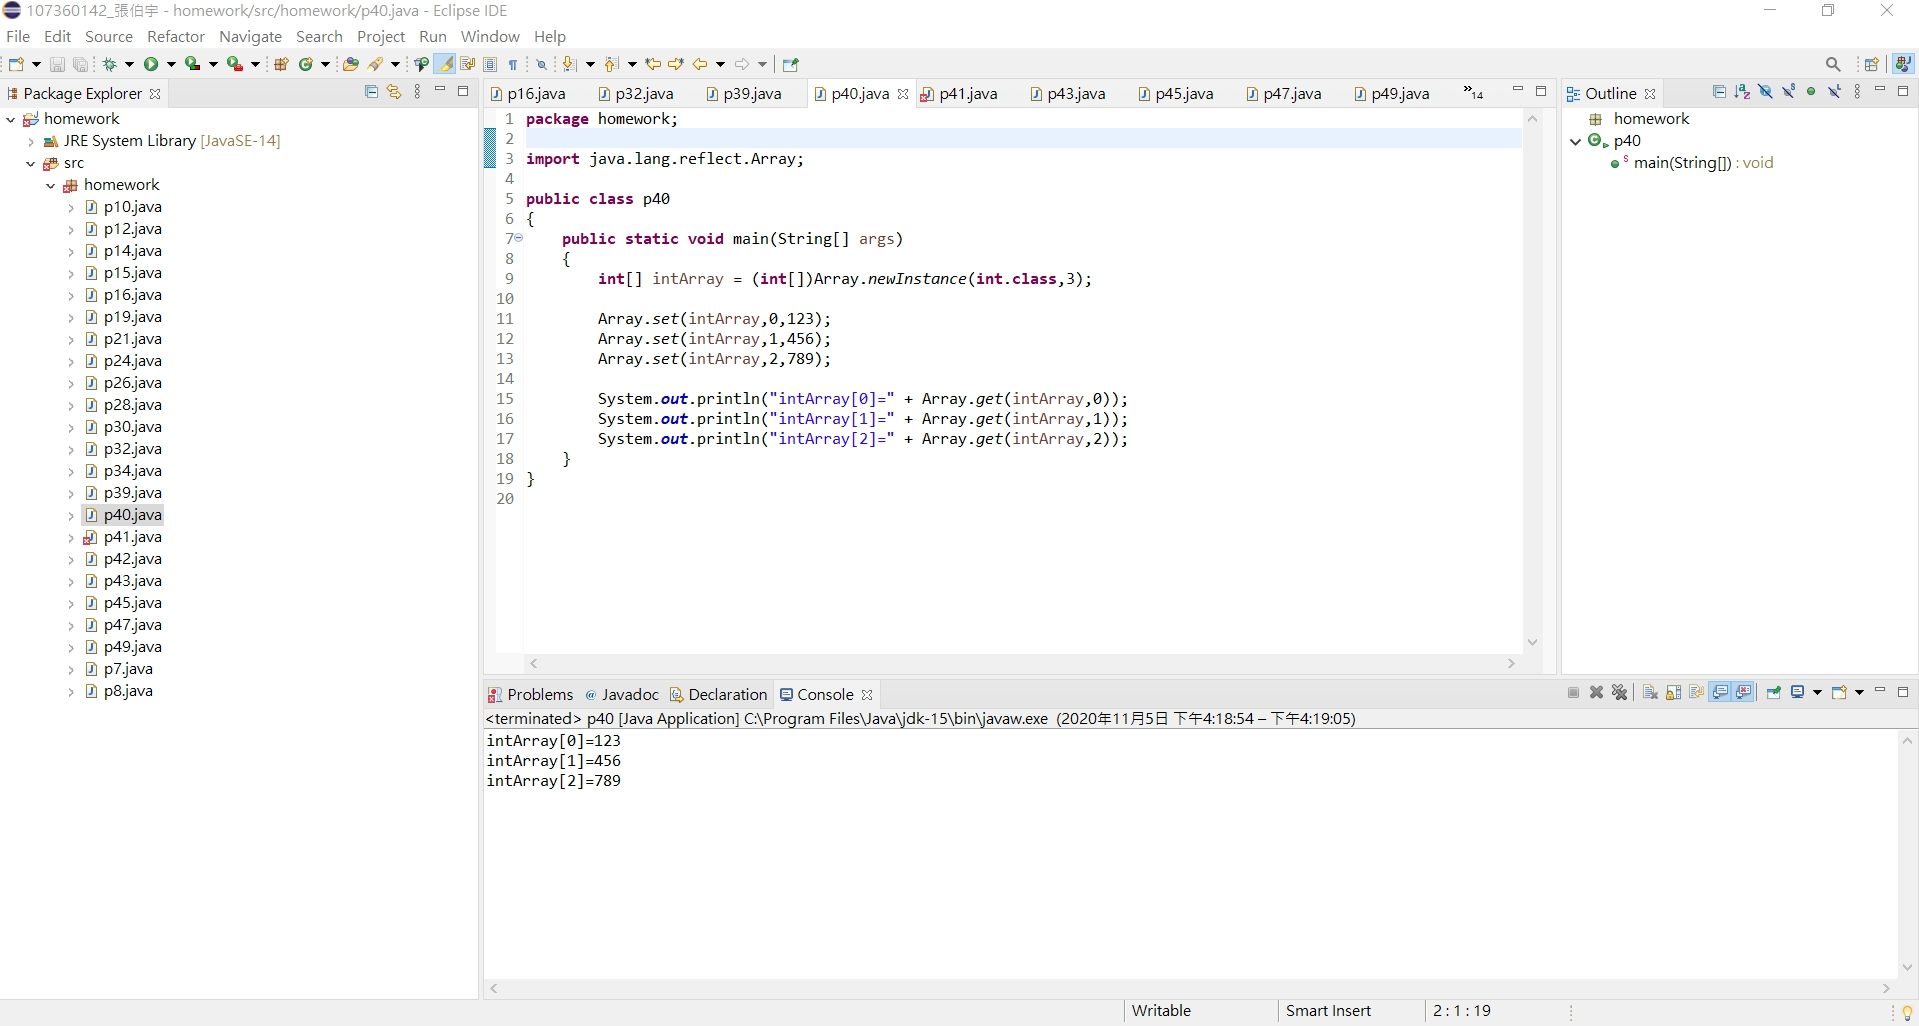 107360142_張伯宇 - homework/src/homework/p40.java - Eclipse IDE
File Edit Source Refactor Navigate Search Project Run Window Help
Package Explorer
homework
JRE System Library [JavaSE-14]
src
homework
p10.java
p12.java
p14.java
p15.java
p16.java
p19.java
p21.java
p24.java
p26.java
p28.java
p30.java
p32.java
p34.java
p39.java
p40.java
p41.java
p42.java
p43.java
p45.java
p47.java
p49.java
p7.java
p8.java
p16.java p32.java p39.java p40.java p41.java p43.java p45.java p47.java p49.java »14
1 package homework;
2
3 import java.lang.reflect.Array;
4
5 public class p40
6 {
7 public static void main(String[] args)
8 {
9 int[] intArray = (int[])Array.newInstance(int.class,3);
10
11 Array.set(intArray,0,123);
12 Array.set(intArray,1,456);
13 Array.set(intArray,2,789);
14
15 System.out.println("intArray[0]=" + Array.get(intArray,0));
16 System.out.println("intArray[1]=" + Array.get(intArray,1));
17 System.out.println("intArray[2]=" + Array.get(intArray,2));
18 }
19 }
20
Outline
homework
p40
main(String[]) : void
Problems @ Javadoc Declaration Console
<terminated> p40 [Java Application] C:\Program Files\Java\jdk-15\bin\javaw.exe (2020年11月5日 下午4:18:54 – 下午4:19:05)
intArray[0]=123
intArray[1]=456
intArray[2]=789
Writable Smart Insert 2 : 1 : 19